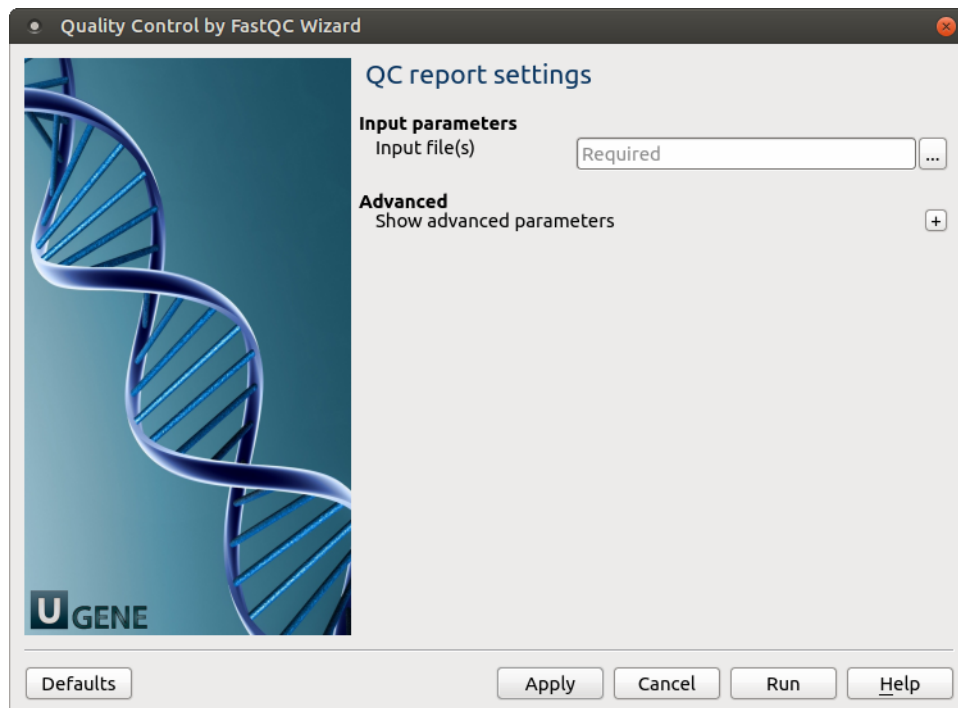 Quality Control by FastQC Wizard
QC report settings
Input parameters
Input file(s) Required ...
Advanced
Show advanced parameters +
U GENE
Defaults Apply Cancel Run Help